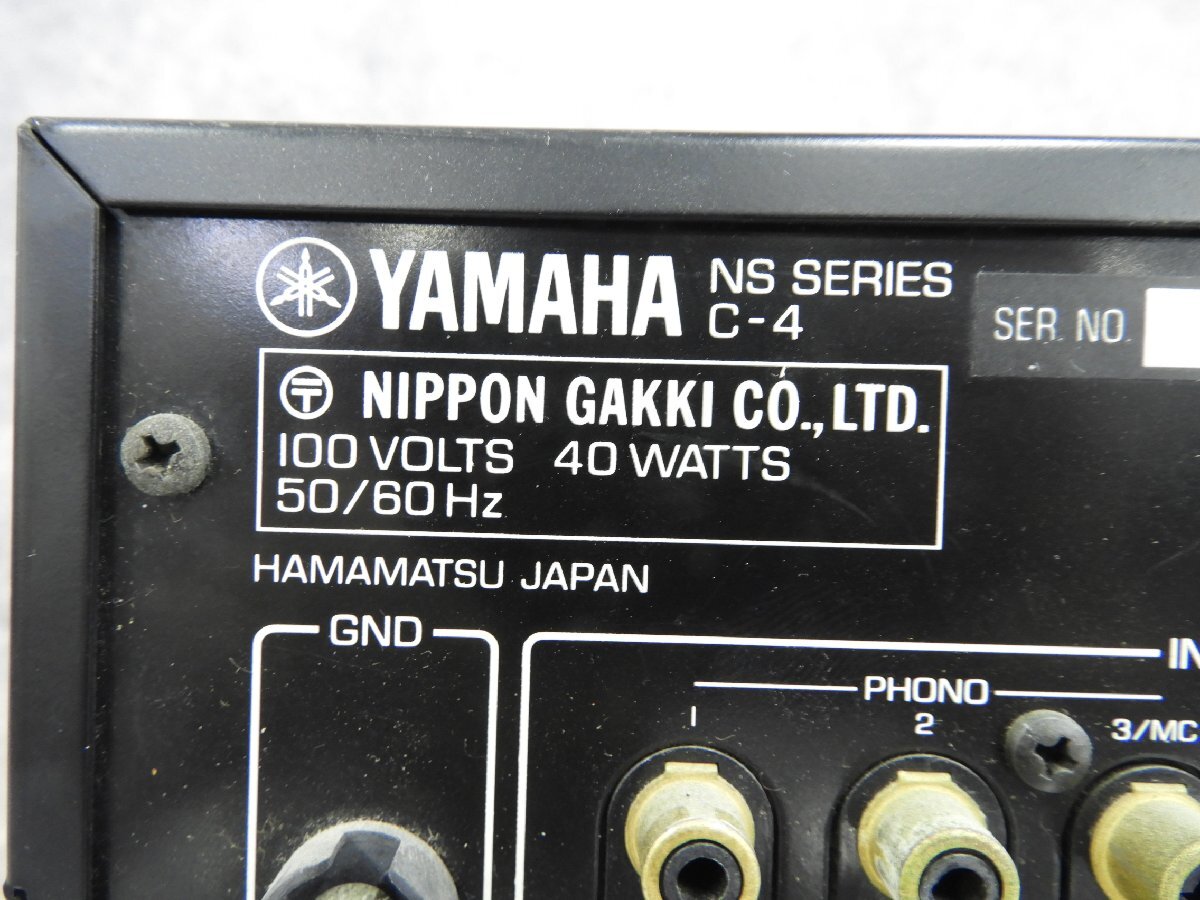 YAMAHA NS SERIES
C-4
SER. NO.
〒 NIPPON GAKKI CO., LTD.
100 VOLTS 40 WATTS
50/60 Hz
HAMAMATSU JAPAN
GND
PHONO
1 2 3/MC